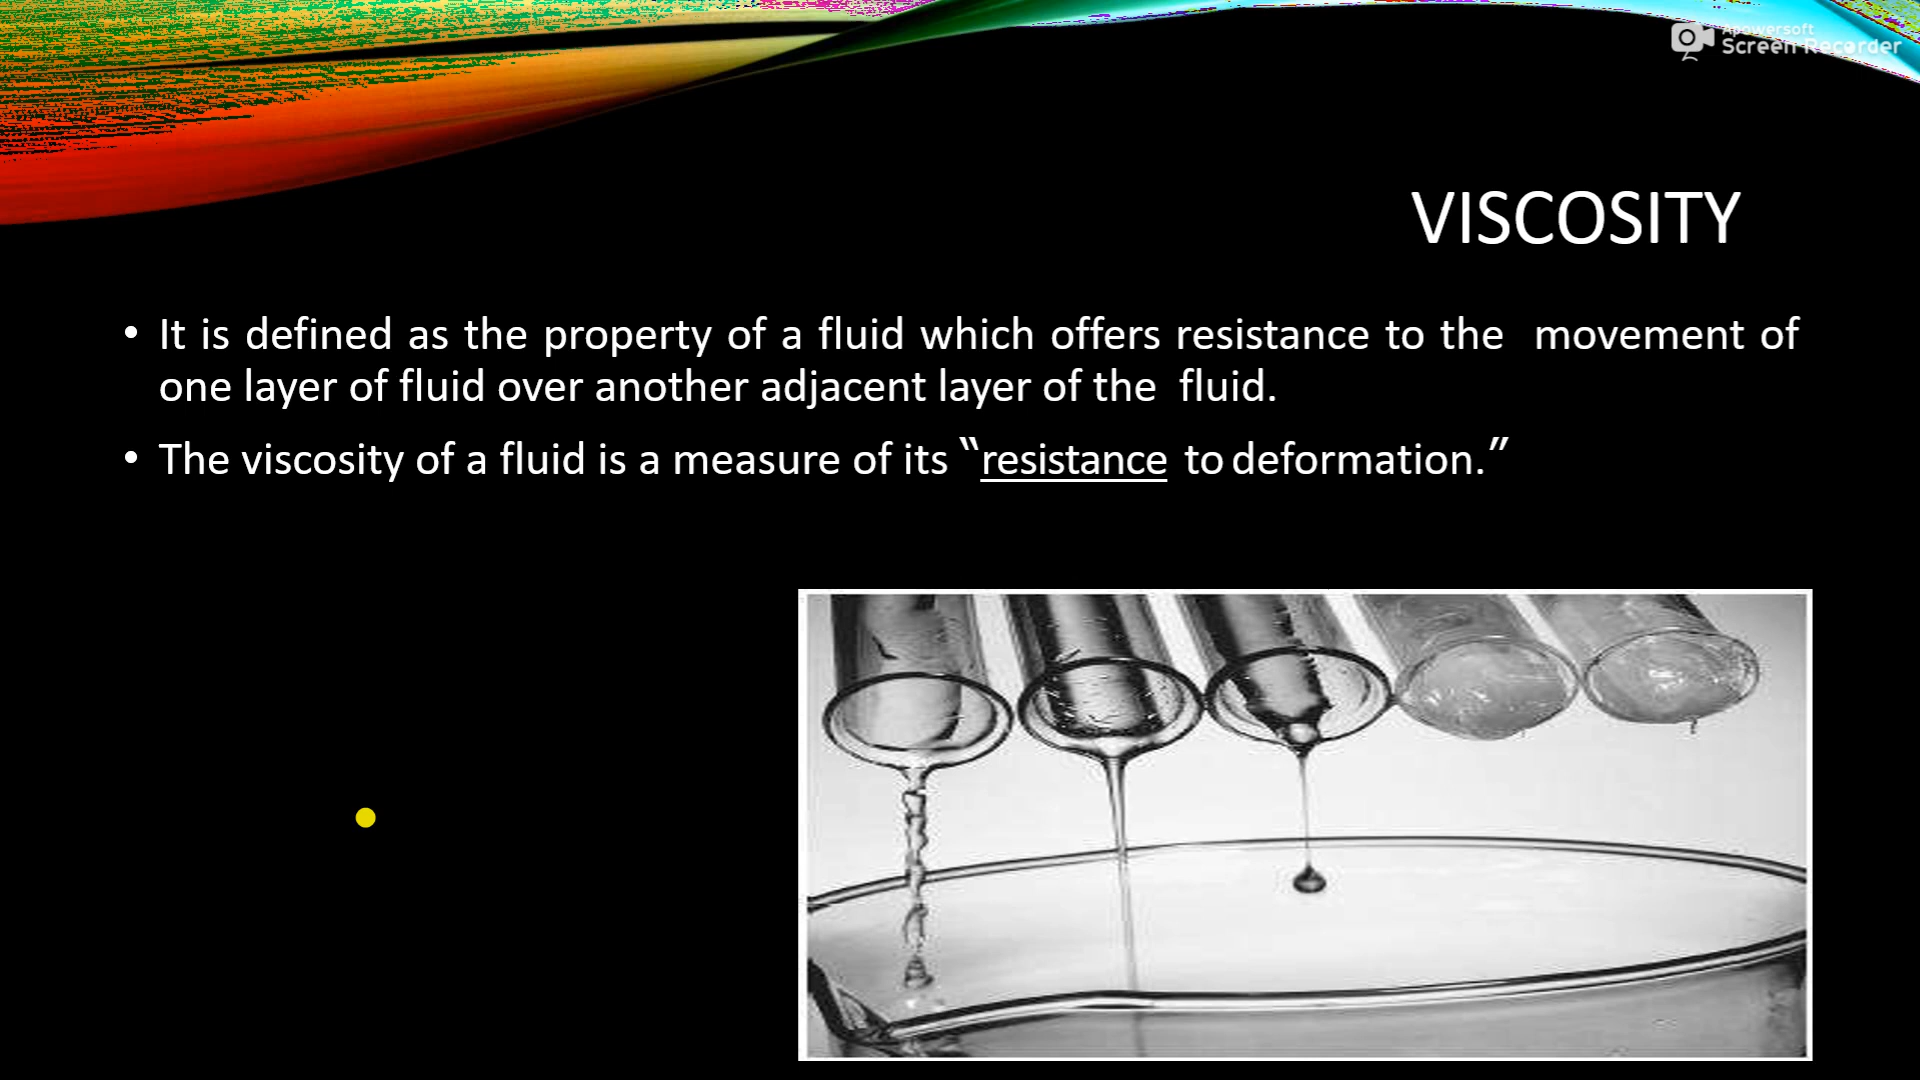 Apowersoft
Screen Recorder
VISCOSITY
• It is defined as the property of a fluid which offers resistance to the movement of
one layer of fluid over another adjacent layer of the fluid.
• The viscosity of a fluid is a measure of its “resistance to deformation.”